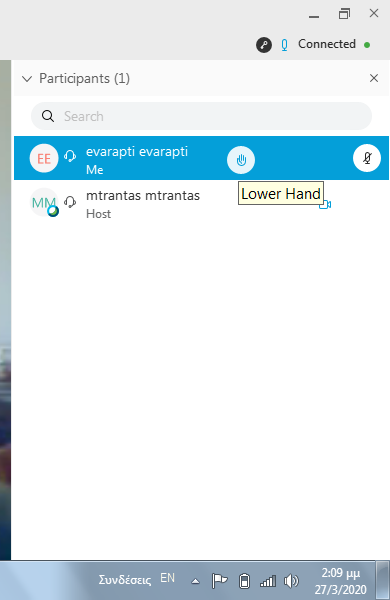 Connected
Participants (1)
Search
EE
evarapti evarapti
Me
Lower Hand
MM
mtrantas mtrantas
Host
Συνδέσεις
EN
2:09 μμ
27/3/2020